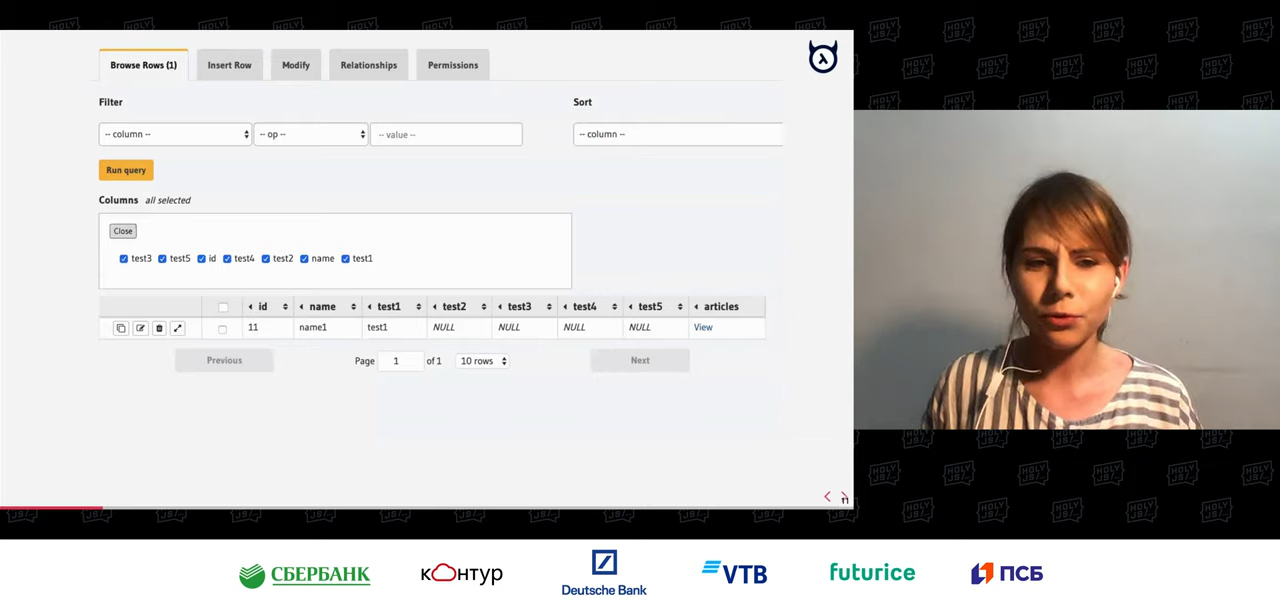 Browse Rows (1) Insert Row Modify Relationships Permissions
Filter Sort
-- column -- -- op -- -- value -- -- column --
Run query
Columns all selected
Close
test3 test5 id test4 test2 name test1
id name test1 test2 test3 test4 test5 articles
11 name1 test1 NULL NULL NULL NULL View
Previous Page 1 of 1 10 rows Next
11
СБЕРБАНК КОНТУР Deutsche Bank VTB futurice ПСБ
HOLY
JS/